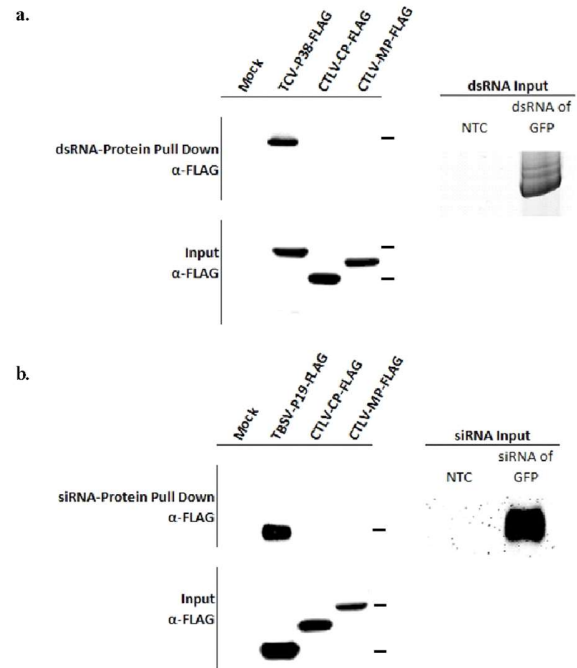 a.
Mock
TCV-P38-FLAG
CTLV-CP-FLAG
CTLV-MP-FLAG
dsRNA Input
NTC
dsRNA of
GFP
dsRNA-Protein Pull Down
α-FLAG
Input
α-FLAG
b.
Mock
TBSV-P19-FLAG
CTLV-CP-FLAG
CTLV-MP-FLAG
siRNA Input
NTC
siRNA of
GFP
siRNA-Protein Pull Down
α-FLAG
Input
α-FLAG